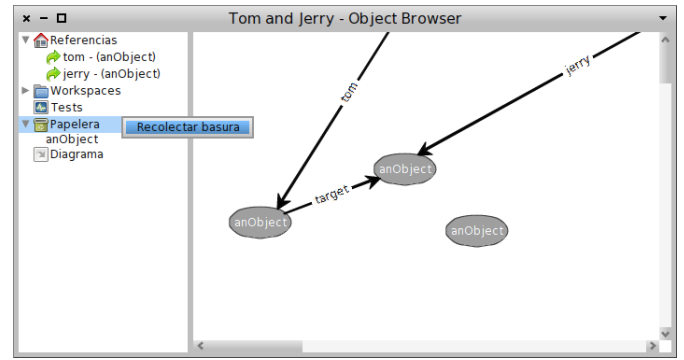 Tom and Jerry - Object Browser
Referencias
tom - (anObject)
jerry - (anObject)
Workspaces
Tests
Papelera
Recolectar basura
anObject
Diagrama
tom
jerry
anObject
target
anObject
anObject